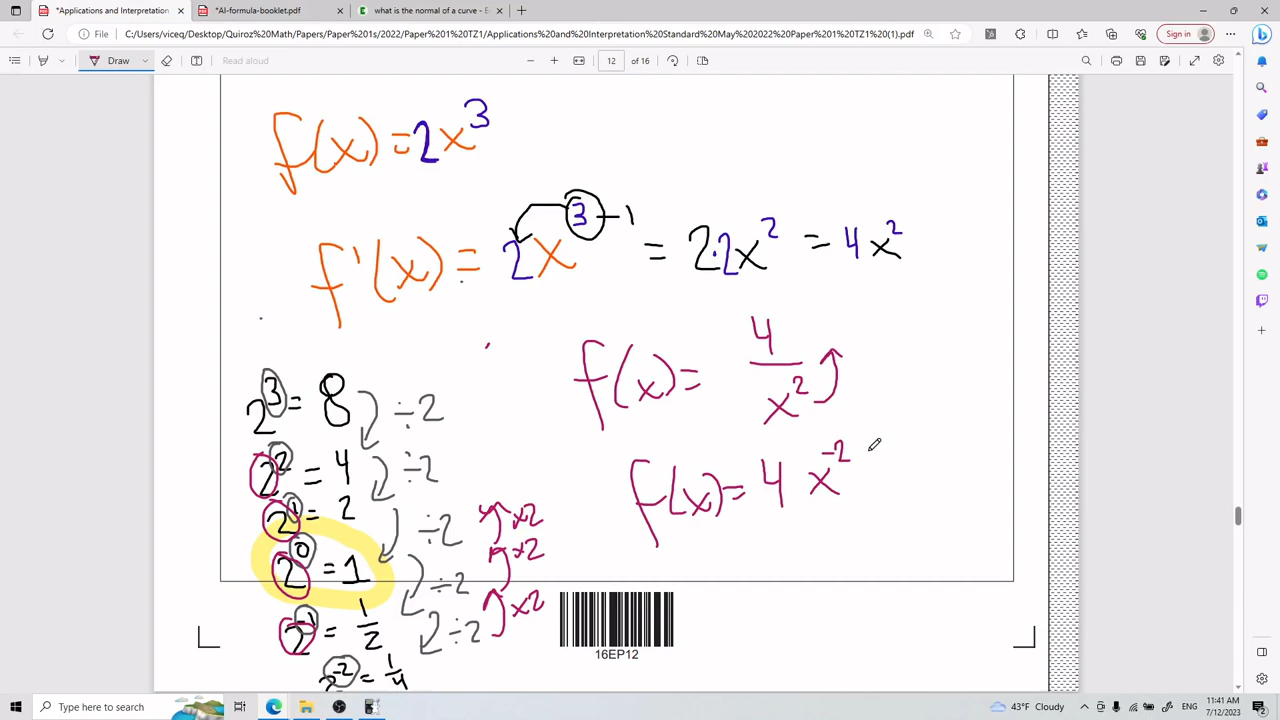 *Applications and Interpretation
*AI-formula-booklet.pdf
what is the normal of a curve - B
File
C:/Users/viceq/Desktop/Quiroz%20Math/Papers/Paper%201s/2022/Paper%201%20TZ1/Applications%20and%20Interpretation%20Standard%20May%202022%20Paper%201%20TZ1%20(1).pdf
Sign in
Draw
Read aloud
12 of 16
f(x)=2x^3
f'(x)= 2x^3-1 = 2·2x^2 = 4x^2
f(x)= 4/x^2
f(x)= 4x^-2
2^3 = 8 ÷2
2^2 = 4 ÷2
2^1 = 2 ÷2 x2
2^0 = 1 ÷2 x2
2^-1 = 1/2 ÷2 x2
2^-2 = 1/4
16EP12
Type here to search
43°F Cloudy
11:41 AM
7/12/2023